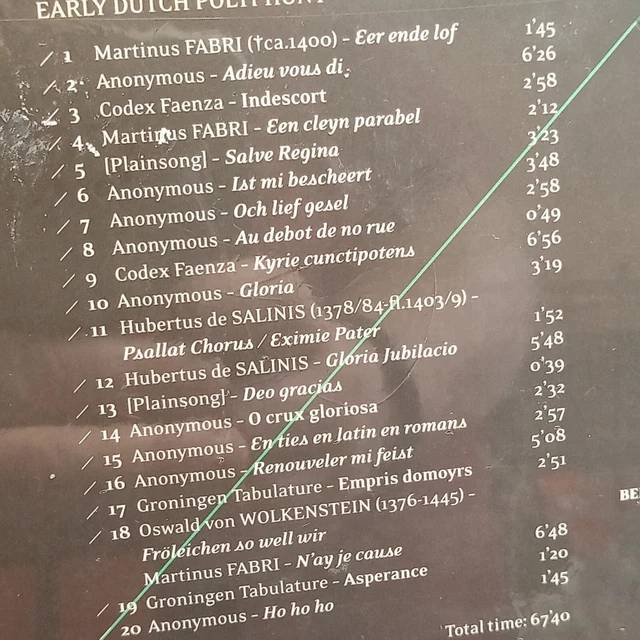 EARLY DUTCH POLYPHONY
/ 1 Martinus FABRI (†ca.1400) - Eer ende lof 1'45
/ 2 Anonymous - Adieu vous di. 6'26
/ 3 Codex Faenza - Indescort 2'58
/ 4 Martinus FABRI - Een cleyn parabel 2'12
/ 5 [Plainsong] - Salve Regina 3'23
/ 6 Anonymous - Ist mi bescheert 3'48
/ 7 Anonymous - Och lief gesel 2'58
/ 8 Anonymous - Au debot de no rue 0'49
/ 9 Codex Faenza - Kyrie cunctipotens 6'56
/ 10 Anonymous - Gloria 3'19
/ 11 Hubertus de SALINIS (1378/84-fl.1403/9) -
Psallat Chorus / Eximie Pater 1'52
/ 12 Hubertus de SALINIS - Gloria Jubilacio 5'48
/ 13 [Plainsong] - Deo gracias 0'39
/ 14 Anonymous - O crux gloriosa 2'32
/ 15 Anonymous - En ties en latin en romans 2'57
/ 16 Anonymous - Renouveler mi feist 5'08
/ 17 Groningen Tabulature - Empris domoyrs 2'51
/ 18 Oswald von WOLKENSTEIN (1376-1445) -
Fröleichen so well wir 6'48
Martinus FABRI - N'ay je cause 1'20
/ 19 Groningen Tabulature - Asperance 1'45
20 Anonymous - Ho ho ho
Total time: 67'40